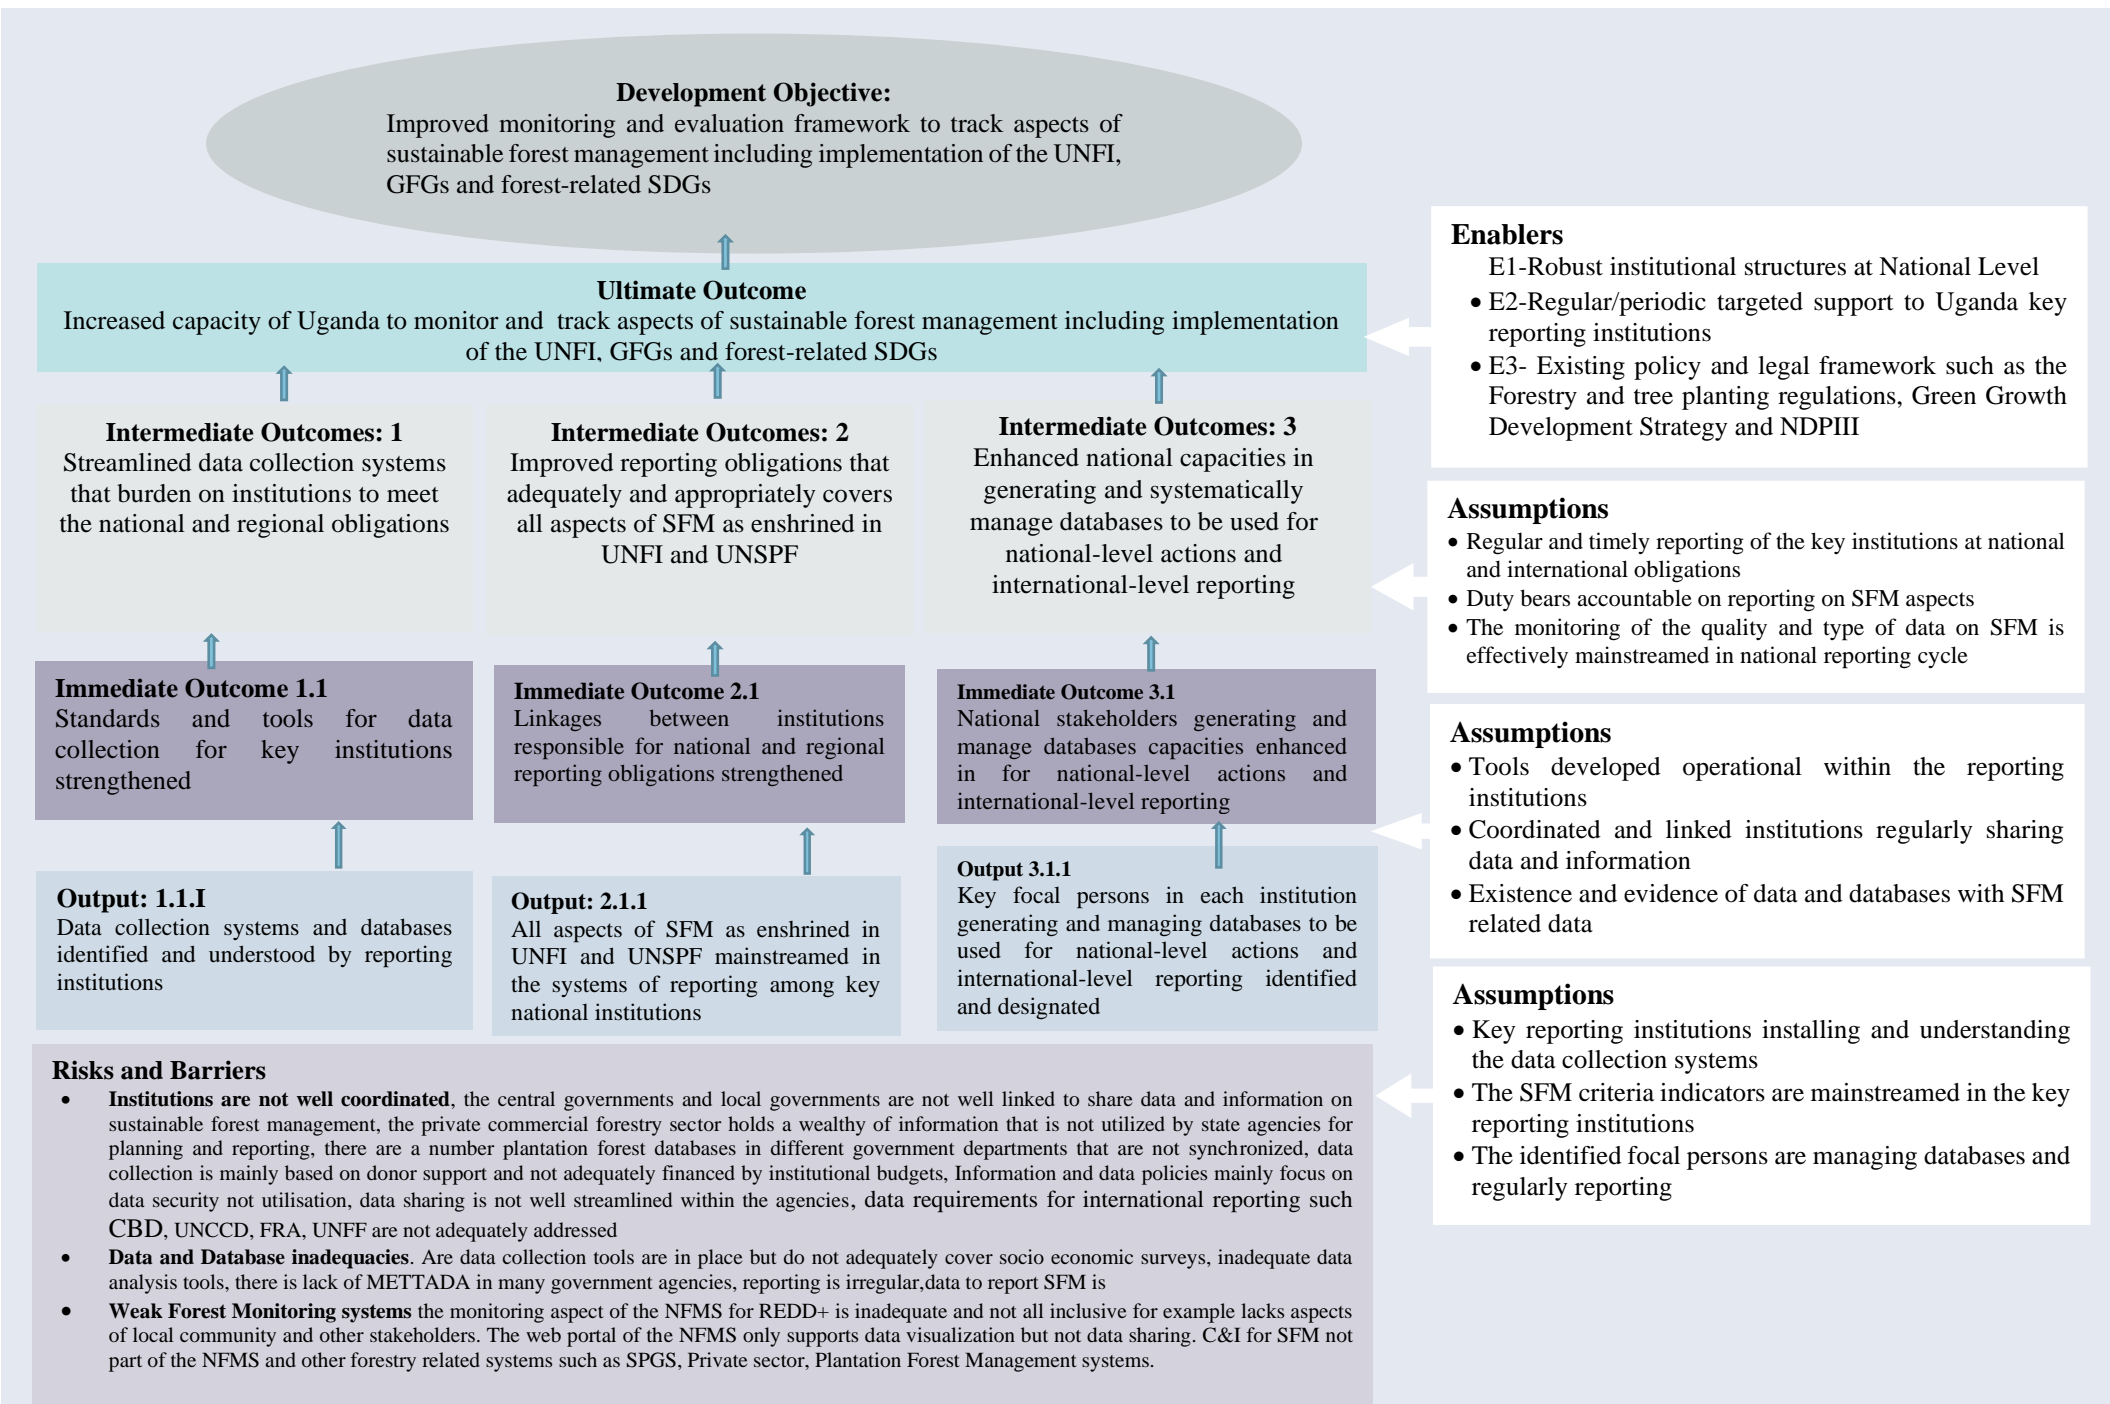 Development Objective:
Improved monitoring and evaluation framework to track aspects of
sustainable forest management including implementation of the UNFI,
GFGs and forest-related SDGs
Ultimate Outcome
Increased capacity of Uganda to monitor and track aspects of sustainable forest management including implementation
of the UNFI, GFGs and forest-related SDGs
Intermediate Outcomes: 1
Streamlined data collection systems
that burden on institutions to meet
the national and regional obligations
Intermediate Outcomes: 2
Improved reporting obligations that
adequately and appropriately covers
all aspects of SFM as enshrined in
UNFI and UNSPF
Intermediate Outcomes: 3
Enhanced national capacities in
generating and systematically
manage databases to be used for
national-level actions and
international-level reporting
Immediate Outcome 1.1
Standards and tools for data
collection for key institutions
strengthened
Immediate Outcome 2.1
Linkages between institutions
responsible for national and regional
reporting obligations strengthened
Immediate Outcome 3.1
National stakeholders generating and
manage databases capacities enhanced
in for national-level actions and
international-level reporting
Output: 1.1.I
Data collection systems and databases
identified and understood by reporting
institutions
Output: 2.1.1
All aspects of SFM as enshrined in
UNFI and UNSPF mainstreamed in
the systems of reporting among key
national institutions
Output 3.1.1
Key focal persons in each institution
generating and managing databases to be
used for national-level actions and
international-level reporting identified
and designated
Risks and Barriers
• Institutions are not well coordinated, the central governments and local governments are not well linked to share data and information on
sustainable forest management, the private commercial forestry sector holds a wealthy of information that is not utilized by state agencies for
planning and reporting, there are a number plantation forest databases in different government departments that are not synchronized, data
collection is mainly based on donor support and not adequately financed by institutional budgets, Information and data policies mainly focus on
data security not utilisation, data sharing is not well streamlined within the agencies, data requirements for international reporting such
CBD, UNCCD, FRA, UNFF are not adequately addressed
• Data and Database inadequacies. Are data collection tools are in place but do not adequately cover socio economic surveys, inadequate data
analysis tools, there is lack of METTADA in many government agencies, reporting is irregular,data to report SFM is
• Weak Forest Monitoring systems the monitoring aspect of the NFMS for REDD+ is inadequate and not all inclusive for example lacks aspects
of local community and other stakeholders. The web portal of the NFMS only supports data visualization but not data sharing. C&I for SFM not
part of the NFMS and other forestry related systems such as SPGS, Private sector, Plantation Forest Management systems.
Enablers
E1-Robust institutional structures at National Level
• E2-Regular/periodic targeted support to Uganda key
reporting institutions
• E3- Existing policy and legal framework such as the
Forestry and tree planting regulations, Green Growth
Development Strategy and NDPIII
Assumptions
• Regular and timely reporting of the key institutions at national
and international obligations
• Duty bears accountable on reporting on SFM aspects
• The monitoring of the quality and type of data on SFM is
effectively mainstreamed in national reporting cycle
Assumptions
• Tools developed operational within the reporting
institutions
• Coordinated and linked institutions regularly sharing
data and information
• Existence and evidence of data and databases with SFM
related data
Assumptions
• Key reporting institutions installing and understanding
the data collection systems
• The SFM criteria indicators are mainstreamed in the key
reporting institutions
• The identified focal persons are managing databases and
regularly reporting